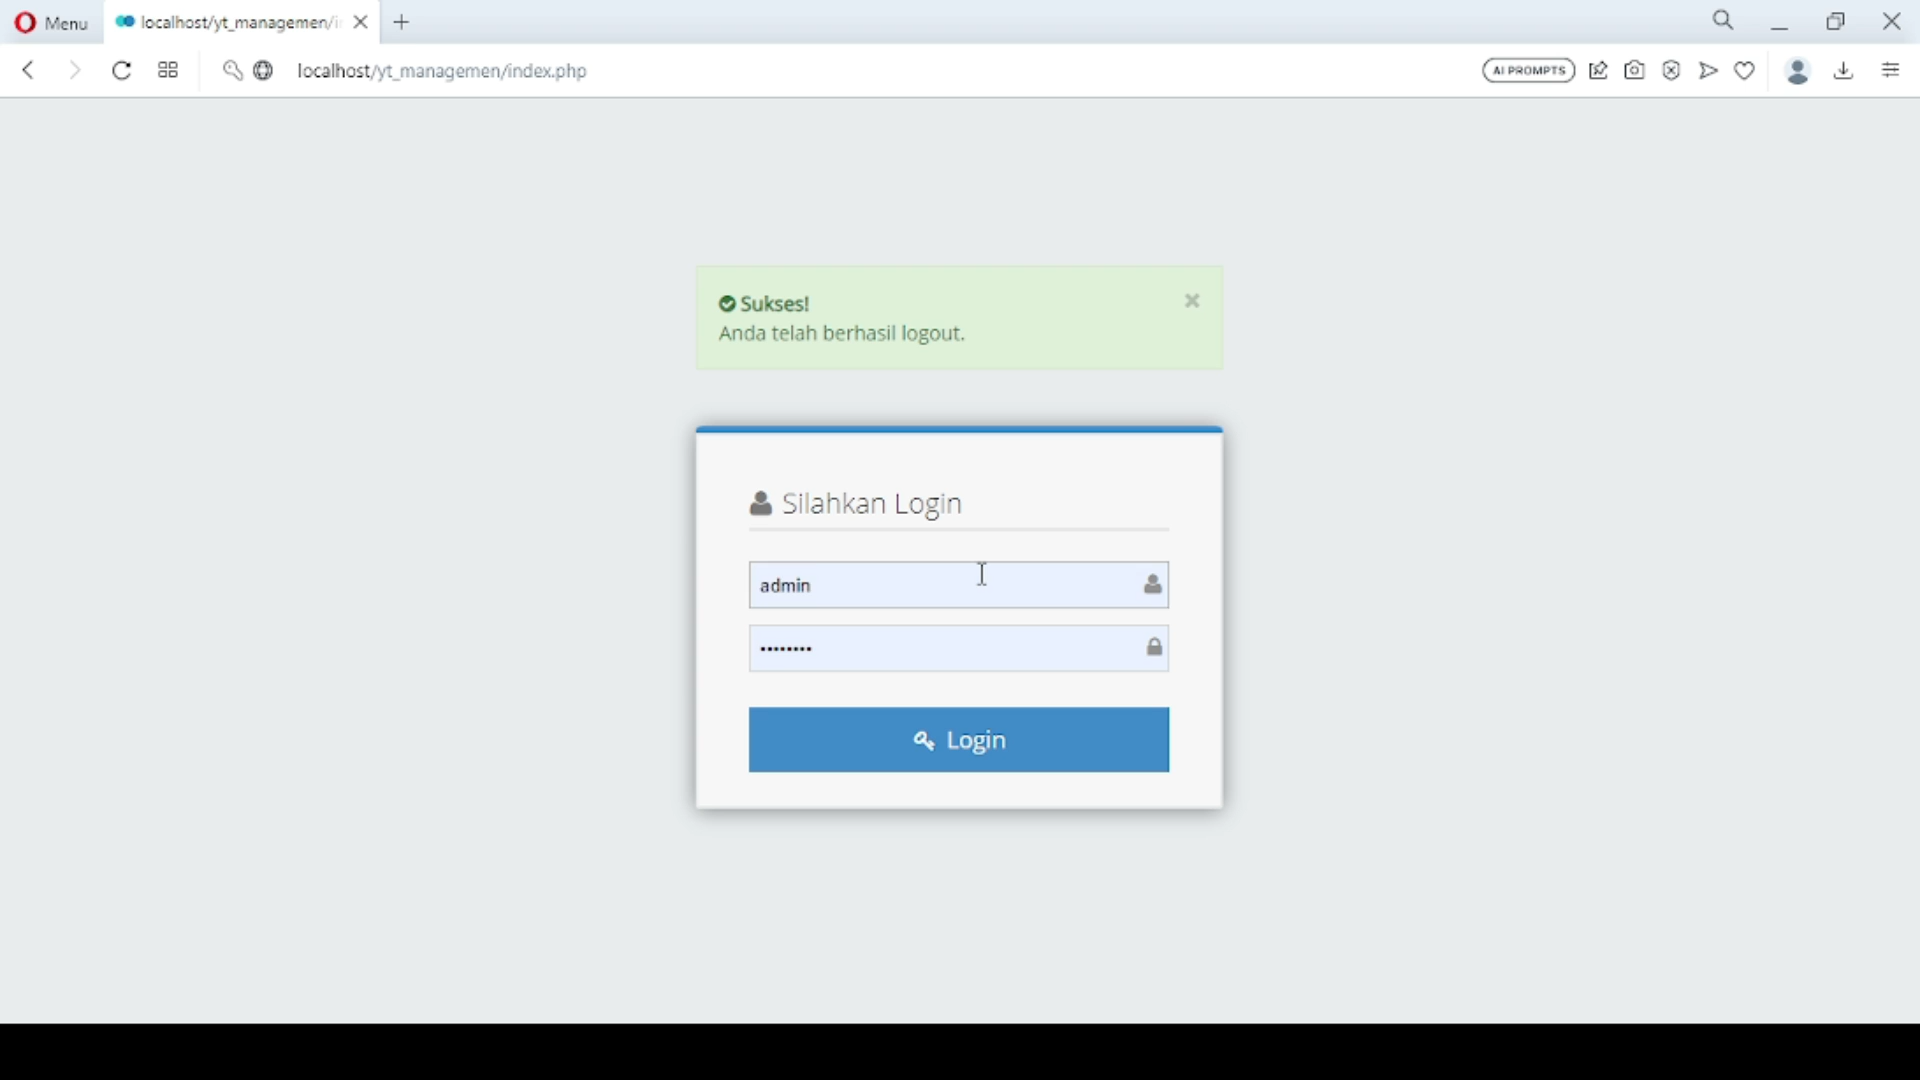 Menu
localhost/yt_managemen/i
localhost/yt_managemen/index.php
AI PROMPTS
Sukses!
Anda telah berhasil logout.
Silahkan Login
admin
••••••••
Login